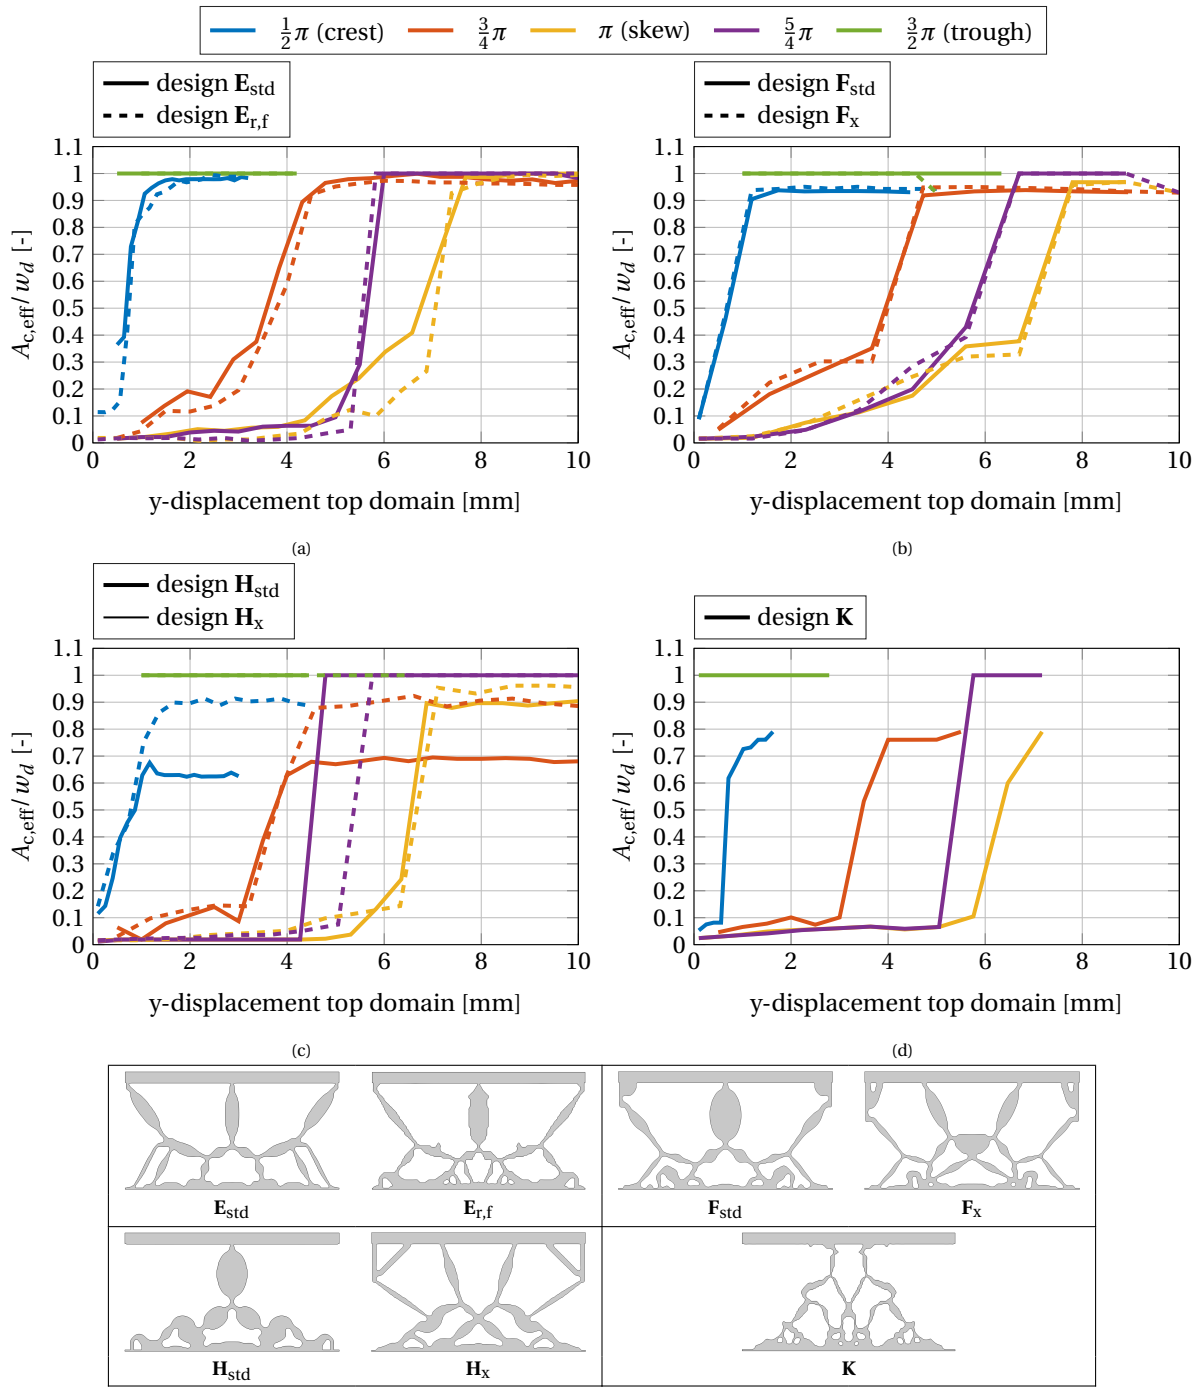 ½π (crest) ¾π π (skew) 5/4π 3/2π (trough)
design E_std
design E_r,f
design F_std
design F_x
1.1
1
0.9
0.8
0.7
0.6
0.5
0.4
0.3
0.2
0.1
0
A_c,eff/w_d [-]
0 2 4 6 8 10
y-displacement top domain [mm]
(a)
1.1
1
0.9
0.8
0.7
0.6
0.5
0.4
0.3
0.2
0.1
0
A_c,eff/w_d [-]
0 2 4 6 8 10
y-displacement top domain [mm]
(b)
design H_std
design H_x
design K
1.1
1
0.9
0.8
0.7
0.6
0.5
0.4
0.3
0.2
0.1
0
A_c,eff/w_d [-]
0 2 4 6 8 10
y-displacement top domain [mm]
(c)
1.1
1
0.9
0.8
0.7
0.6
0.5
0.4
0.3
0.2
0.1
0
A_c,eff/w_d [-]
0 2 4 6 8 10
y-displacement top domain [mm]
(d)
E_std E_r,f F_std F_x
H_std H_x K